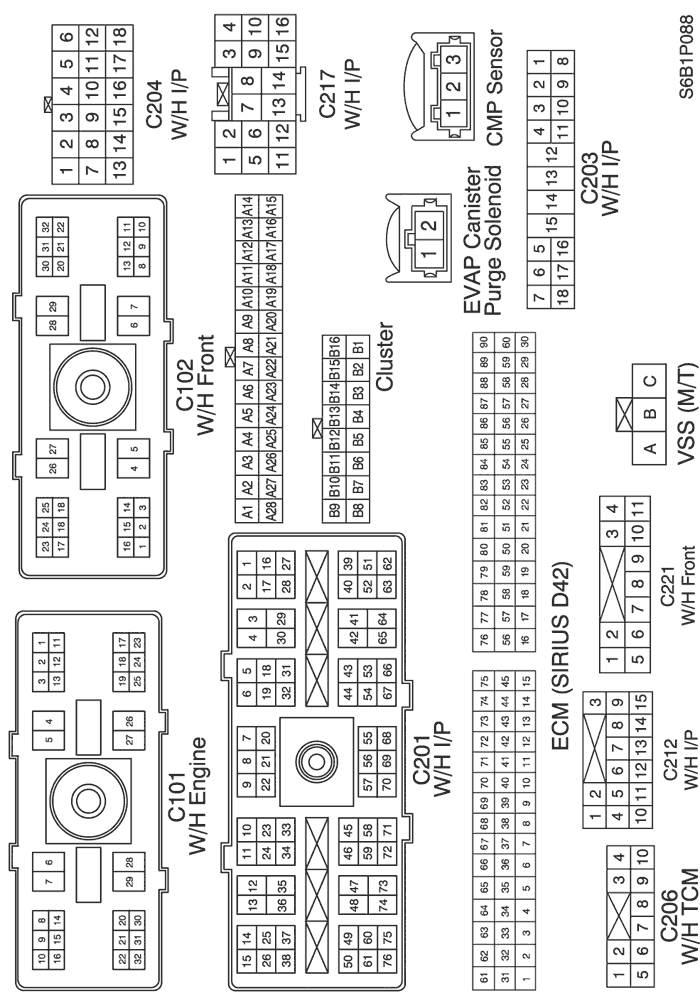 10 9 8 7 6 5 4 3 2 1
16 15 14 13 12 11
22 21 20 29 28 27 26 19 18 17
32 31 30 25 24 23
C101
W/H Engine
23 24 25 26 27 28 29 30 31 32
17 18 18 20 21 22
16 15 14 4 5 6 7 13 12 11
1 2 3 8 9 10
C102
W/H Front
1 2 3 4 5 6
7 8 9 10 11 12
13 14 15 16 17 18
C204
W/H I/P
15 14 13 12 11 10 9 8 7 6 5 4 3 2 1
26 25 24 23 22 21 20 19 18 17 16
38 37 36 35 34 33 32 31 30 29 28 27
50 49 48 47 46 45 57 56 55 44 43 42 41 40 39
61 60 59 58 70 69 68 54 53 52 51
76 75 74 73 72 71 67 66 65 64 63 62
C201
W/H I/P
A1 A2 A3 A4 A5 A6 A7 A8 A9 A10 A11 A12 A13 A14
A28 A27 A26 A25 A24 A23 A22 A21 A20 A19 A18 A17 A16 A15
B9 B10 B11 B12 B13 B14 B15 B16
B8 B7 B6 B5 B4 B3 B2 B1
Cluster
1 2 3 4 10 16
5 6 7 8 9 15
11 12 13 14
C217
W/H I/P
1 2
EVAP Canister
Purge Solenoid
1 2 3
CMP Sensor
61 62 63 64 65 66 67 68 69 70 71 72 73 74 75 76 77 78 79 80 81 82 83 84 85 86 87 88 89 90
31 32 33 34 35 36 37 38 39 40 41 42 43 44 45 56 57 58 59 50 51 52 53 54 55 56 57 58 59 60
1 2 3 4 5 6 7 8 9 10 11 12 13 14 15 16 17 18 19 20 21 22 23 24 25 26 27 28 29 30
ECM (SIRIUS D42)
7 6 5 15 14 13 12 4 3 2 1
18 17 16 11 10 9 8
C203
W/H I/P
1 2 3 4
5 6 7 8 9 10
C206
W/H TCM
1 2 3
4 5 6 7 8 9
10 11 12 13 14 15
C212
W/H I/P
1 2 3 4
5 6 7 8 9 10 11
C221
W/H Front
A B C
VSS (M/T)
S6B1P088